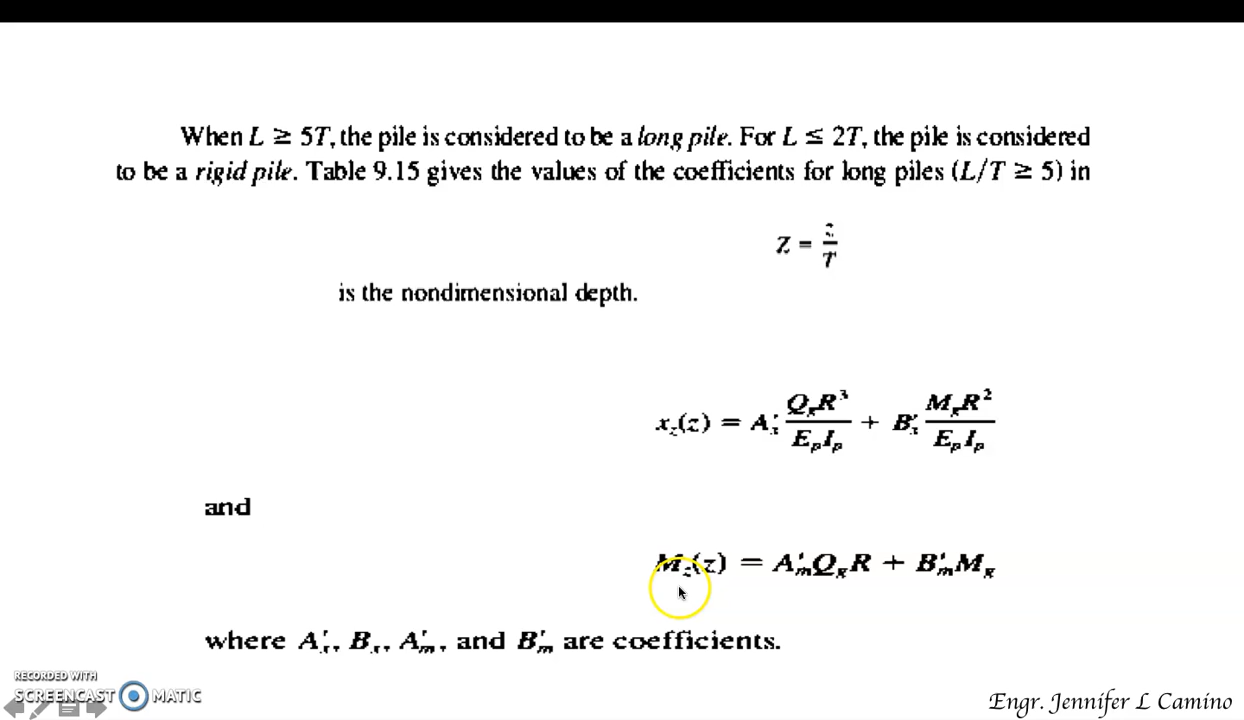 When L ≥ 5T, the pile is considered to be a long pile. For L ≤ 2T, the pile is considered
to be a rigid pile. Table 9.15 gives the values of the coefficients for long piles (L/T ≥ 5) in
Z = z/T
is the nondimensional depth.
x_z(z) = A'_x Q_g R^3 / E_p I_p + B'_x M_g R^2 / E_p I_p
and
M_z(z) = A'_m Q_g R + B'_m M_g
where A'_x, B'_x, A'_m, and B'_m are coefficients.
RECORDED WITH
SCREENCAST MATIC
Engr. Jennifer L Camino